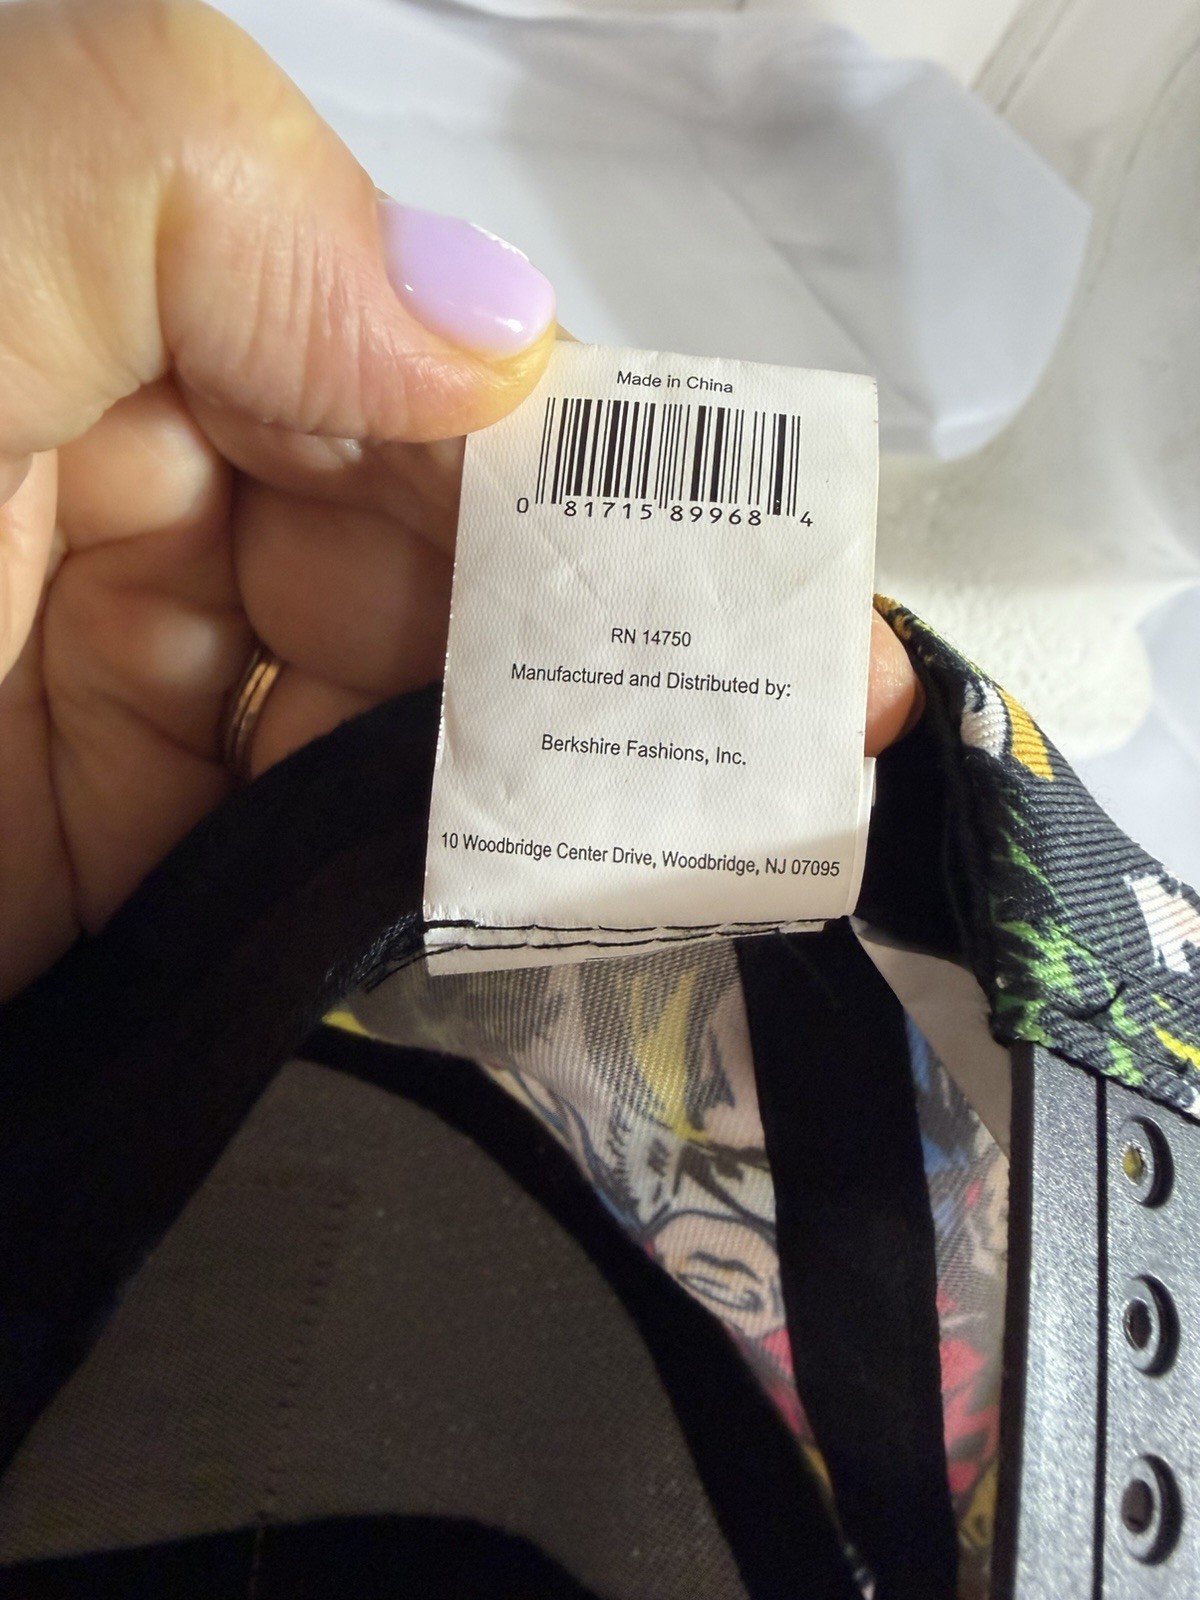 Made in China
0 81715 89968 4
RN 14750
Manufactured and Distributed by:
Berkshire Fashions, Inc.
10 Woodbridge Center Drive, Woodbridge, NJ 07095